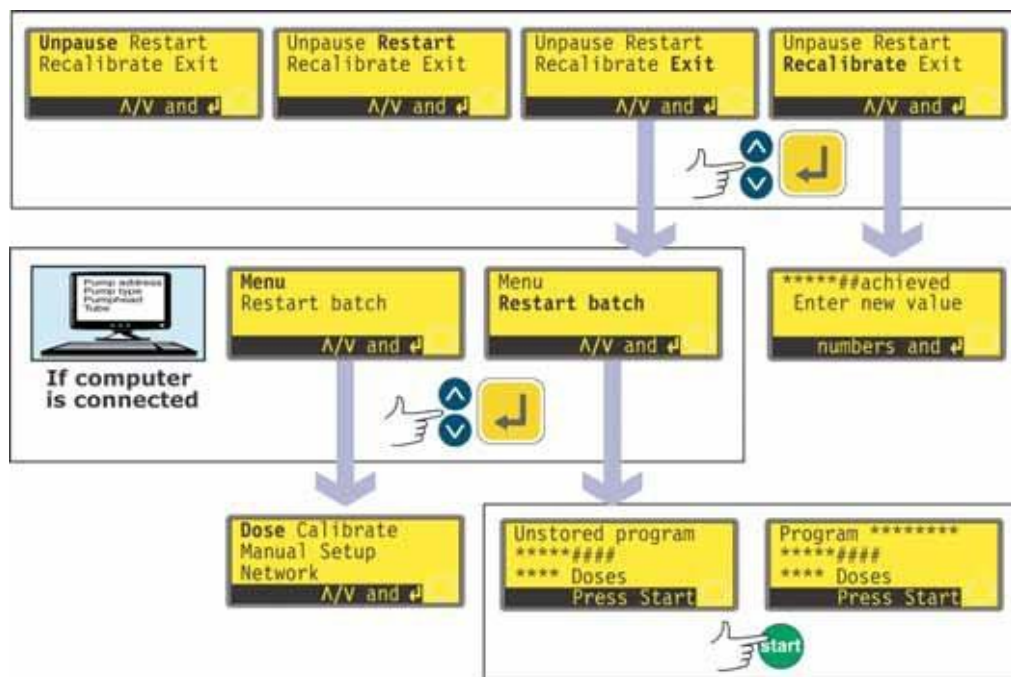 Unpause Restart
Recalibrate Exit
Λ/V and ↲
Unpause Restart
Recalibrate Exit
Λ/V and ↲
Unpause Restart
Recalibrate Exit
Λ/V and ↲
Unpause Restart
Recalibrate Exit
Λ/V and ↲
Pump address
Pump type
Pumphead
Tube
If computer
is connected
Menu
Restart batch
Λ/V and ↲
Menu
Restart batch
Λ/V and ↲
*****##achieved
Enter new value
numbers and ↲
Dose Calibrate
Manual Setup
Network
Λ/V and ↲
Unstored program
*****####
**** Doses
Press Start
Program ********
*****####
**** Doses
Press Start
start